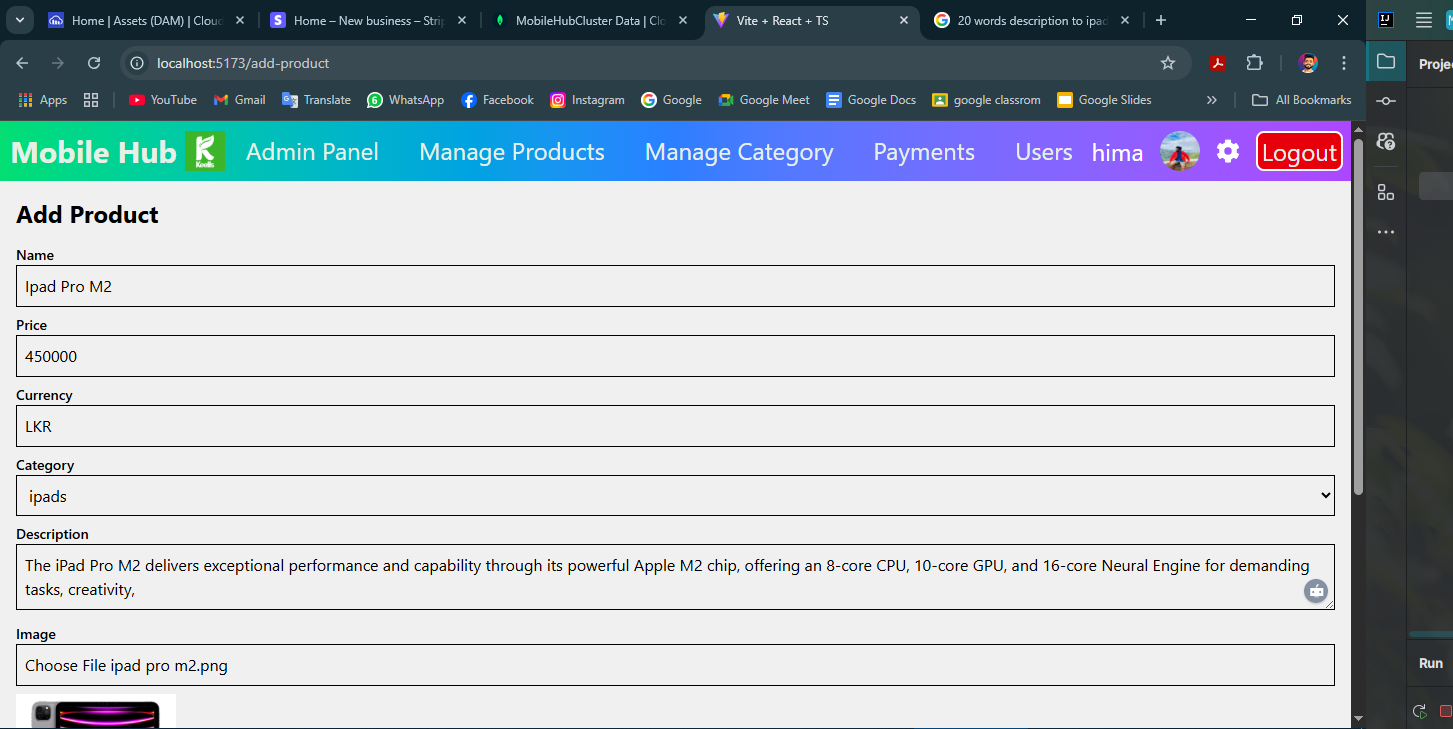 Home | Assets (DAM) | Cloud
Home – New business – Strip
MobileHubCluster Data | Clo
Vite + React + TS
20 words description to ipad
IJ
localhost:5173/add-product
Project
Apps
YouTube
Gmail
Translate
WhatsApp
Facebook
Instagram
Google
Google Meet
Google Docs
google classrom
Google Slides
All Bookmarks
Mobile Hub
Keells
Admin Panel
Manage Products
Manage Category
Payments
Users
hima
Logout
Add Product
Name
Ipad Pro M2
Price
450000
Currency
LKR
Category
ipads
Description
The iPad Pro M2 delivers exceptional performance and capability through its powerful Apple M2 chip, offering an 8-core CPU, 10-core GPU, and 16-core Neural Engine for demanding
tasks, creativity,
Image
Choose File ipad pro m2.png
Run